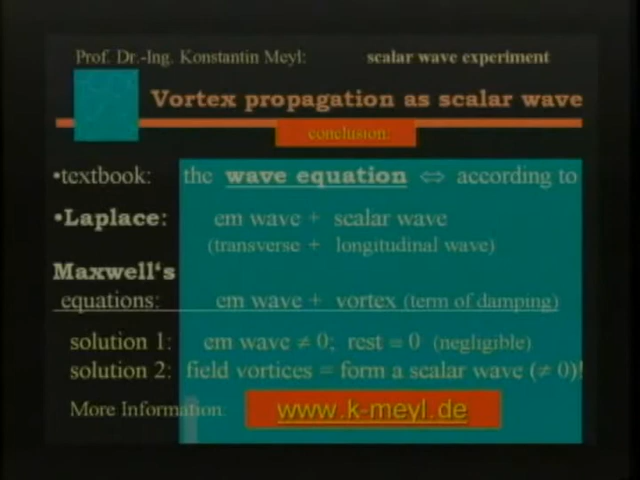 Prof. Dr.-Ing. Konstantin Meyl: scalar wave experiment
Vortex propagation as scalar wave
conclusion:
•textbook: the wave equation ⇔ according to
•Laplace: em wave + scalar wave
(transverse + longitudinal wave)
Maxwell's
equations: em wave + vortex (term of damping)
solution 1: em wave ≠ 0; rest = 0 (negligible)
solution 2: field vortices = form a scalar wave (≠ 0)!
More Information: www.k-meyl.de